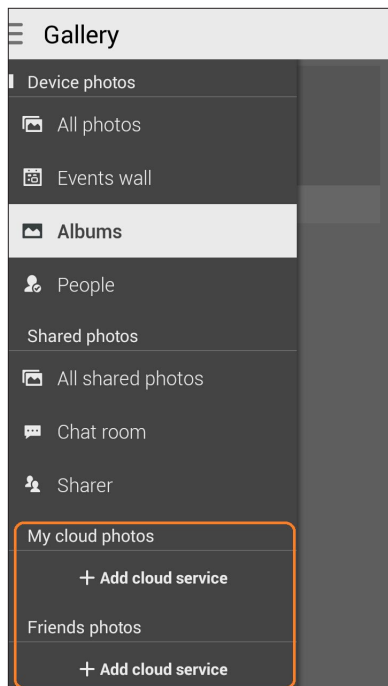 Gallery
Device photos
All photos
Events wall
Albums
People
Shared photos
All shared photos
Chat room
Sharer
My cloud photos
+ Add cloud service
Friends photos
+ Add cloud service